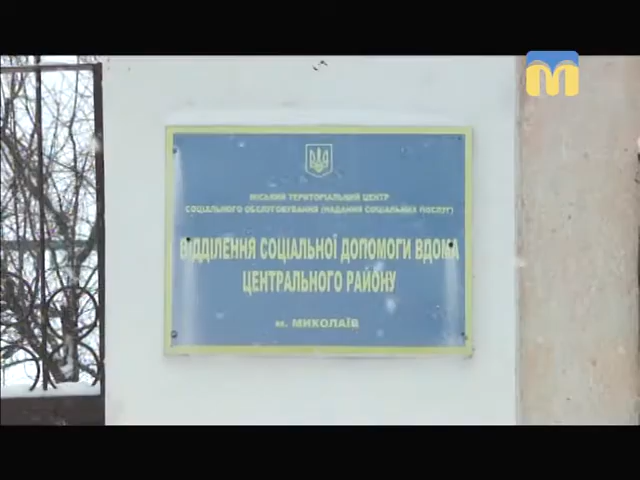 МІСЬКИЙ ТЕРИТОРІАЛЬНИЙ ЦЕНТР
СОЦІАЛЬНОГО ОБСЛУГОВУВАННЯ (НАДАННЯ СОЦІАЛЬНИХ ПОСЛУГ)
ВІДДІЛЕННЯ СОЦІАЛЬНОЇ ДОПОМОГИ ВДОМА
ЦЕНТРАЛЬНОГО РАЙОНУ
м. МИКОЛАЇВ